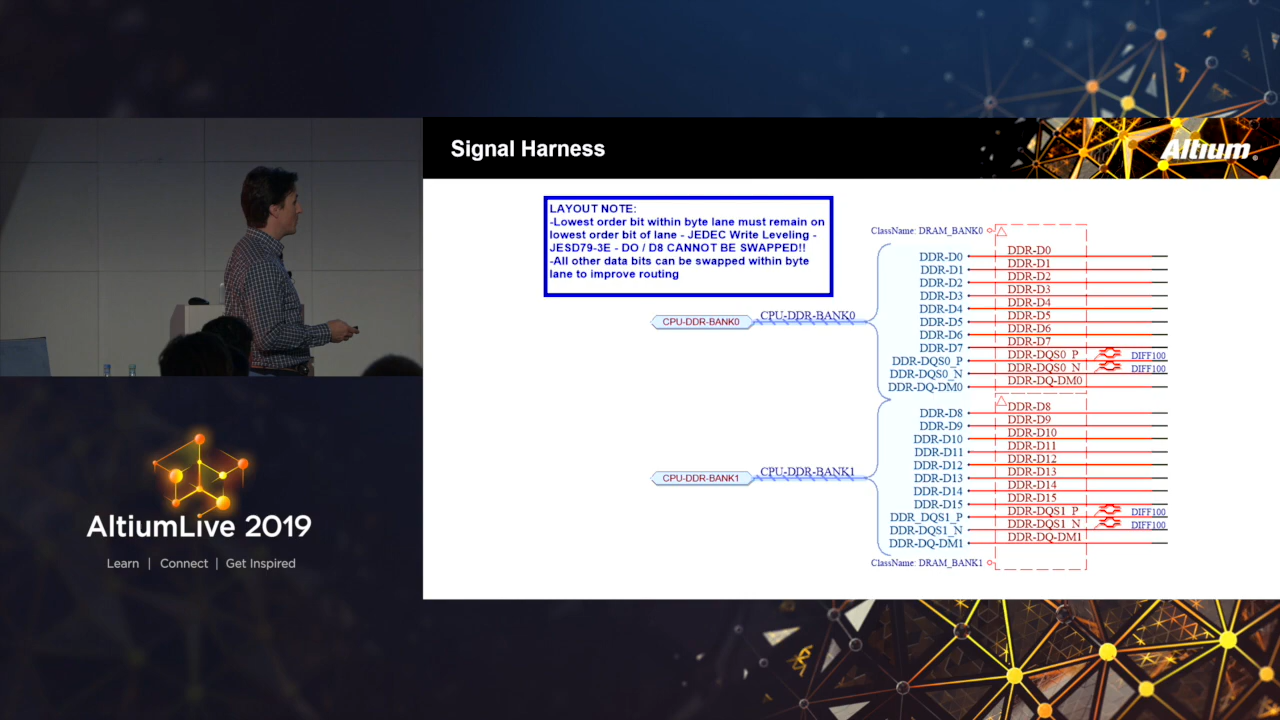 Signal Harness
Altium
LAYOUT NOTE:
-Lowest order bit within byte lane must remain on
lowest order bit of lane - JEDEC Write Leveling -
JESD79-3E - DO / D8 CANNOT BE SWAPPED!!
-All other data bits can be swapped within byte
lane to improve routing
ClassName: DRAM_BANK0
CPU-DDR-BANK0
CPU-DDR-BANK0
DDR-D0
DDR-D1
DDR-D2
DDR-D3
DDR-D4
DDR-D5
DDR-D6
DDR-D7
DDR-DQS0_P
DDR-DQS0_N
DDR-DQ-DM0
DDR-D0
DDR-D1
DDR-D2
DDR-D3
DDR-D4
DDR-D5
DDR-D6
DDR-D7
DDR-DQS0_P
DIFF100
DDR-DQS0_N
DIFF100
DDR-DQ-DM0
CPU-DDR-BANK1
CPU-DDR-BANK1
DDR-D8
DDR-D9
DDR-D10
DDR-D11
DDR-D12
DDR-D13
DDR-D14
DDR-D15
DDR_DQS1_P
DDR-DQS1_N
DDR-DQ-DM1
DDR-D8
DDR-D9
DDR-D10
DDR-D11
DDR-D12
DDR-D13
DDR-D14
DDR-D15
DDR-DQS1_P
DIFF100
DDR-DQS1_N
DIFF100
DDR-DQ-DM1
ClassName: DRAM_BANK1
AltiumLive 2019
Learn | Connect | Get Inspired